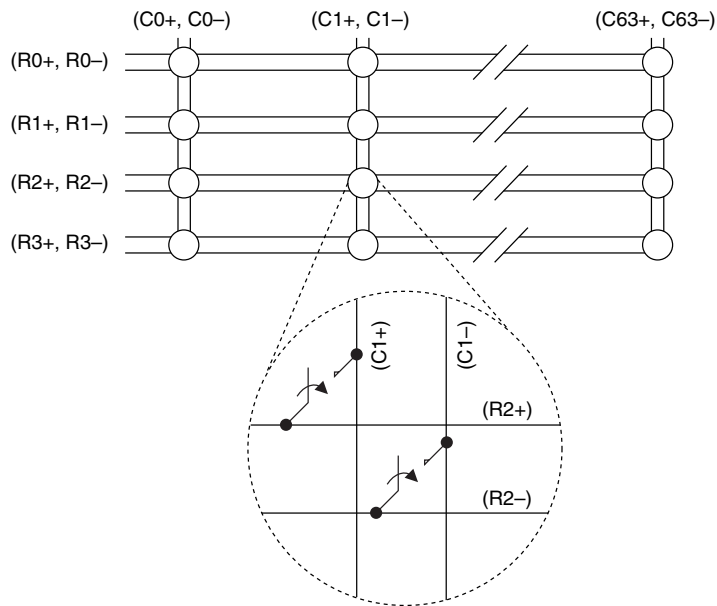 (C0+, C0–) (C1+, C1–) (C63+, C63–)
(R0+, R0–)
(R1+, R1–)
(R2+, R2–)
(R3+, R3–)
(C1+)
(C1–)
(R2+)
(R2–)